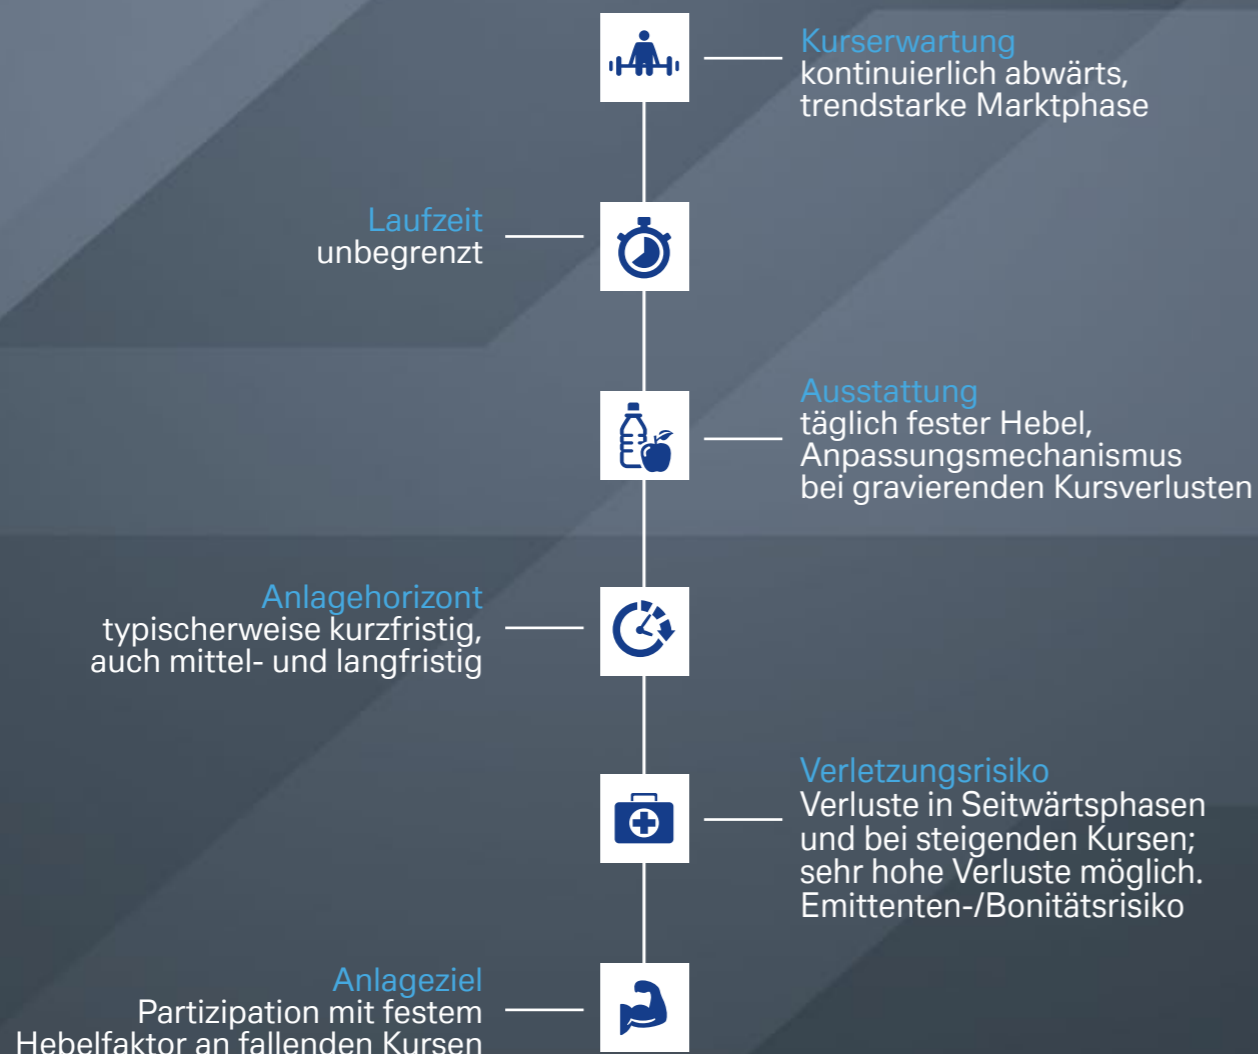 Kurserwartung
kontinuierlich abwärts,
trendstarke Marktphase
Laufzeit
unbegrenzt
Ausstattung
täglich fester Hebel,
Anpassungsmechanismus
bei gravierenden Kursverlusten
Anlagehorizont
typischerweise kurzfristig,
auch mittel- und langfristig
Verletzungsrisiko
Verluste in Seitwärtsphasen
und bei steigenden Kursen;
sehr hohe Verluste möglich.
Emittenten-/Bonitätsrisiko
Anlageziel
Partizipation mit festem
Hebelfaktor an fallenden Kursen